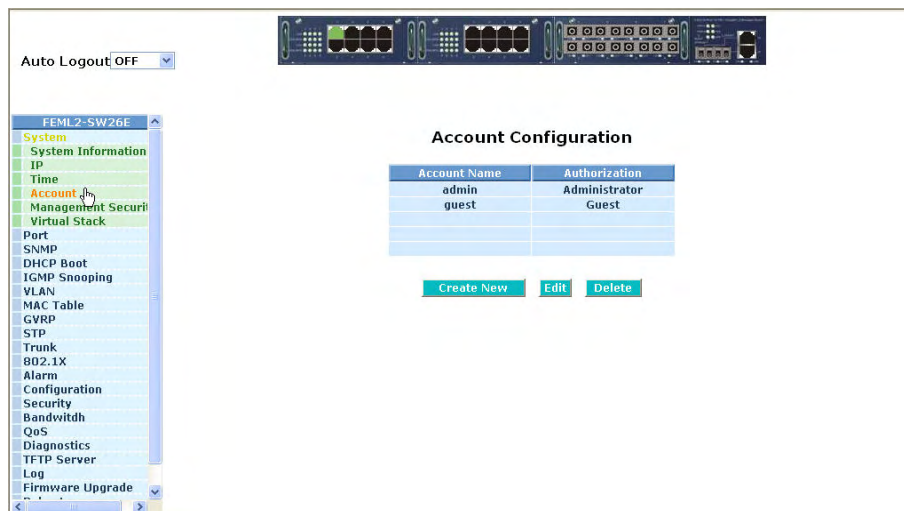 Auto Logout OFF
FEML2-SW26E
System
System Information
IP
Time
Account
Management Securit
Virtual Stack
Port
SNMP
DHCP Boot
IGMP Snooping
VLAN
MAC Table
GVRP
STP
Trunk
802.1X
Alarm
Configuration
Security
Bandwitdh
QoS
Diagnostics
TFTP Server
Log
Firmware Upgrade
Account Configuration
Account Name Authorization
admin Administrator
guest Guest
Create New Edit Delete